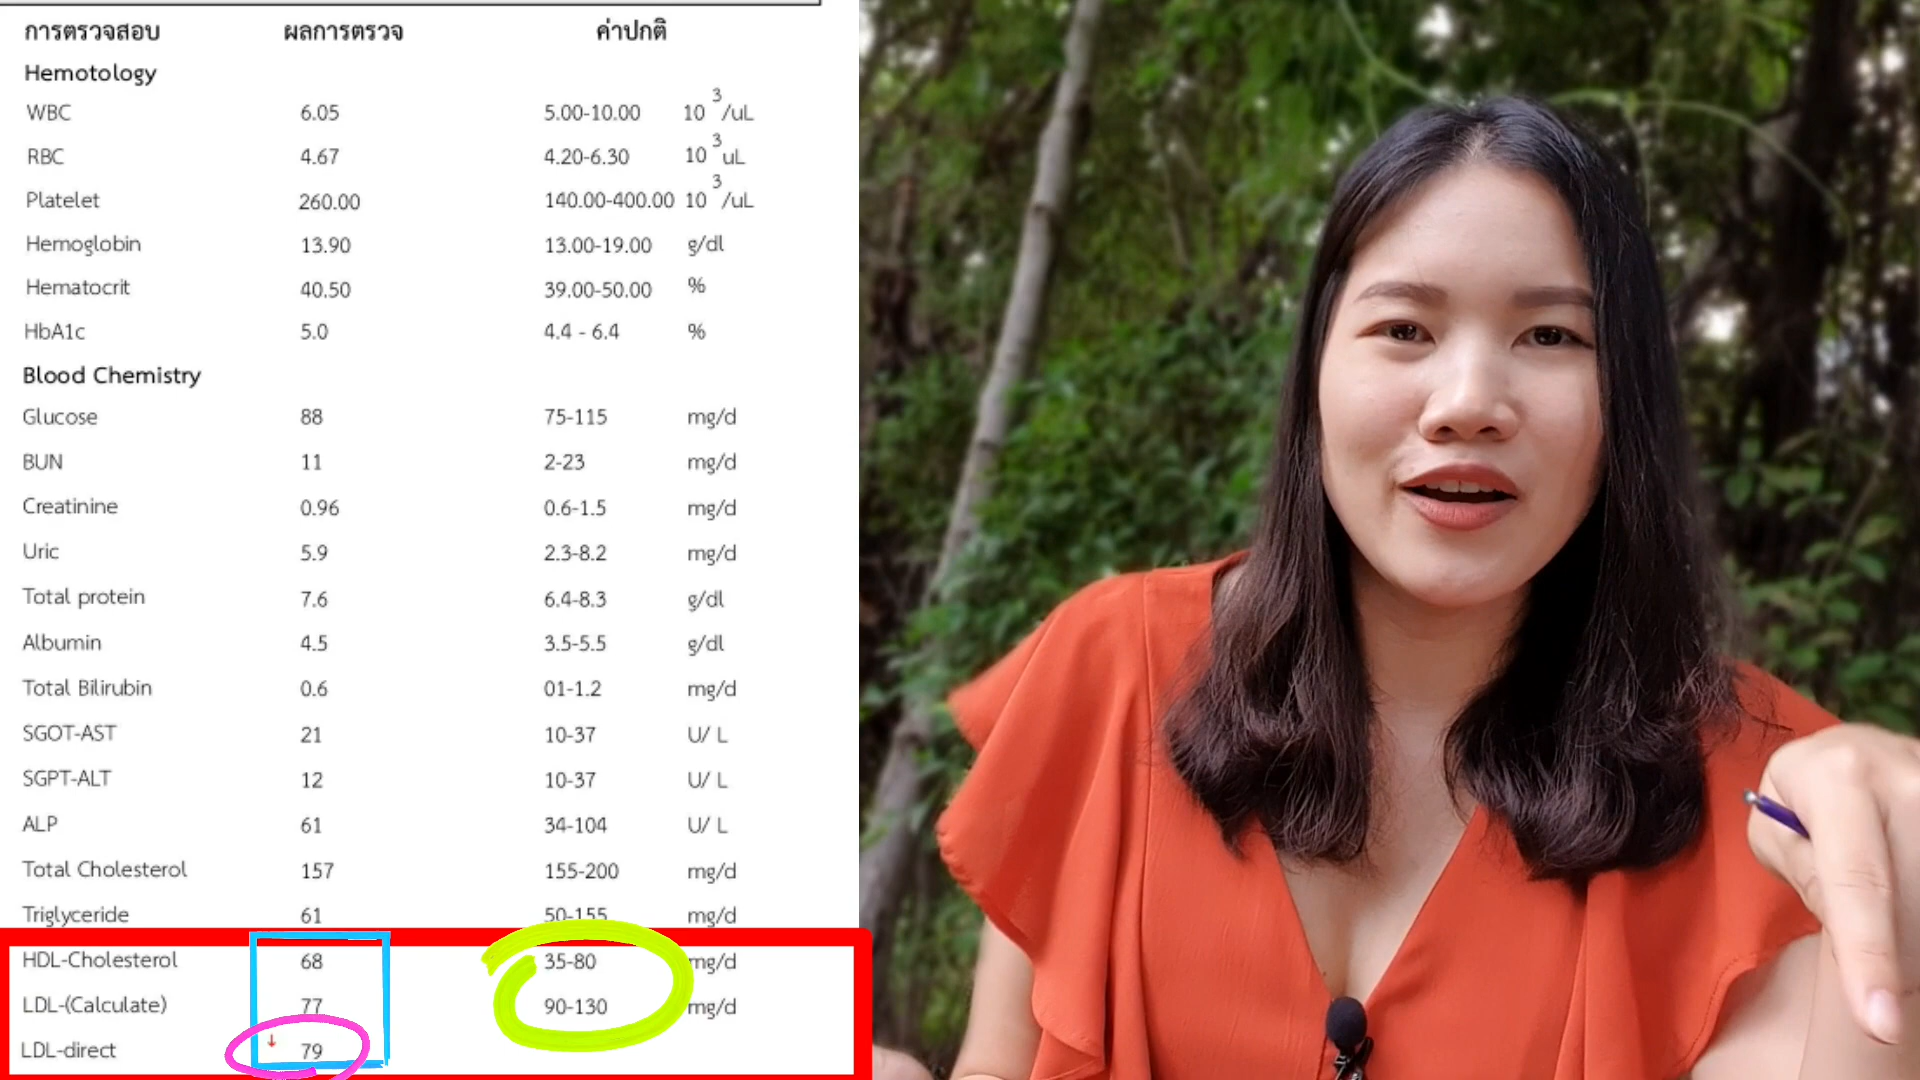 การตรวจสอบ ผลการตรวจ ค่าปกติ
Hemotology
WBC 6.05 5.00-10.00 10 3/uL
RBC 4.67 4.20-6.30 10 3uL
Platelet 260.00 140.00-400.00 10 3/uL
Hemoglobin 13.90 13.00-19.00 g/dl
Hematocrit 40.50 39.00-50.00 %
HbA1c 5.0 4.4 - 6.4 %
Blood Chemistry
Glucose 88 75-115 mg/d
BUN 11 2-23 mg/d
Creatinine 0.96 0.6-1.5 mg/d
Uric 5.9 2.3-8.2 mg/d
Total protein 7.6 6.4-8.3 g/dl
Albumin 4.5 3.5-5.5 g/dl
Total Bilirubin 0.6 01-1.2 mg/d
SGOT-AST 21 10-37 U/ L
SGPT-ALT 12 10-37 U/ L
ALP 61 34-104 U/ L
Total Cholesterol 157 155-200 mg/d
Triglyceride 61 50-155 mg/d
HDL-Cholesterol 68 35-80 mg/d
LDL-(Calculate) 77 90-130 mg/d
LDL-direct ↓ 79